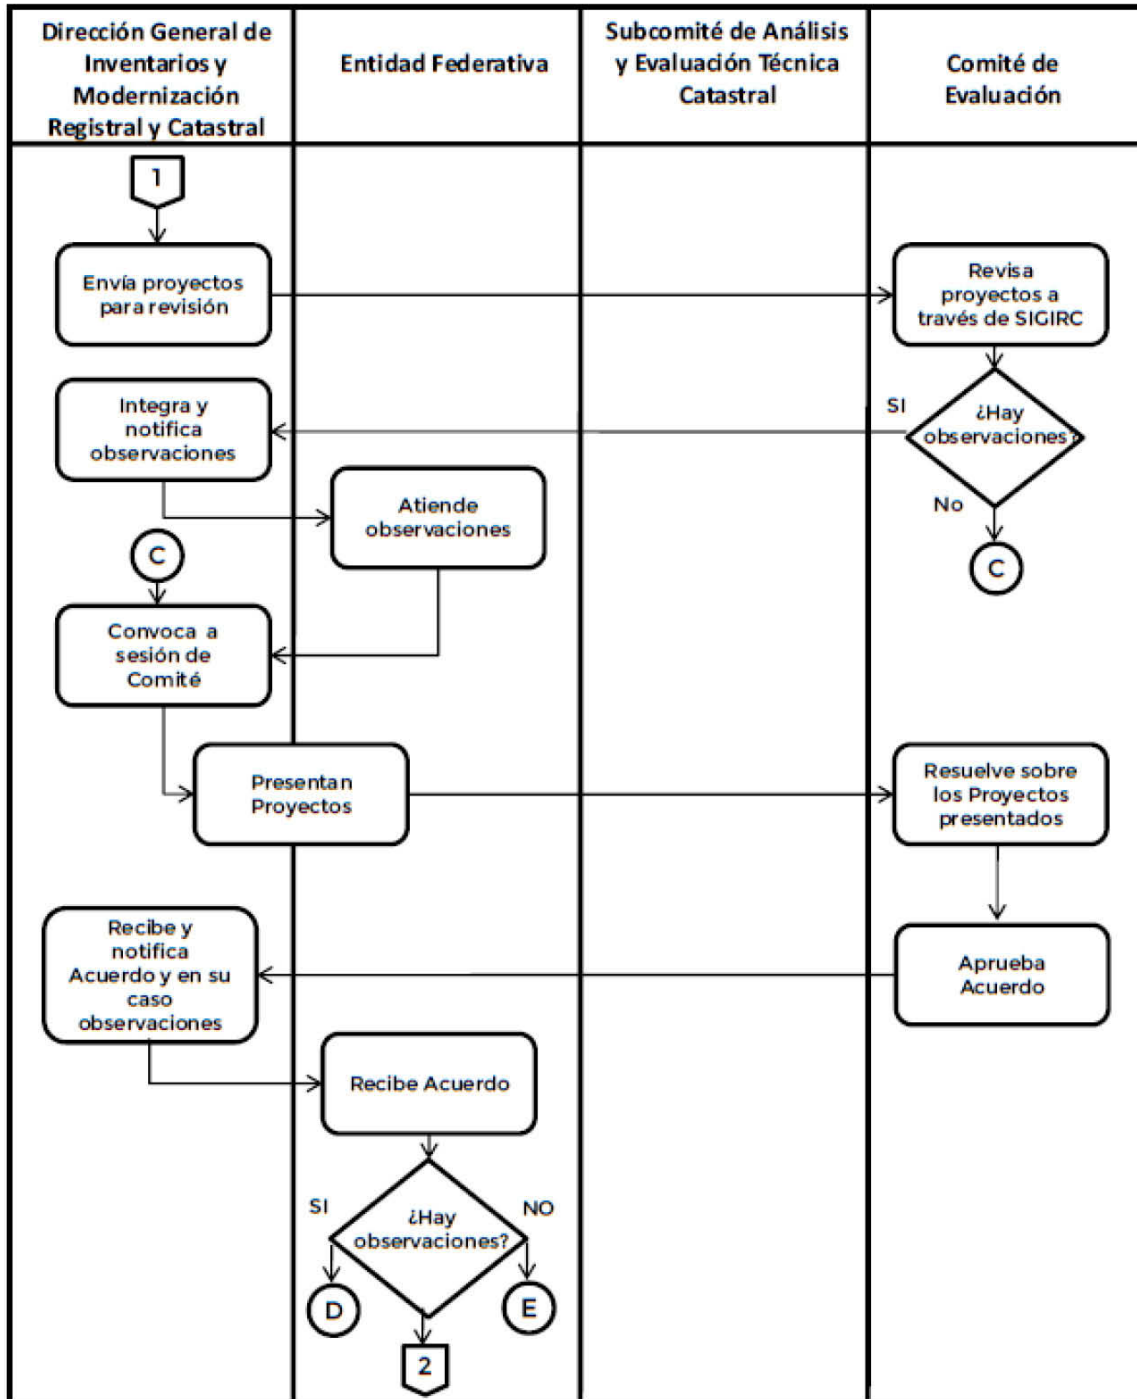 Dirección General de
Inventarios y
Modernización
Registral y Catastral
Entidad Federativa
Subcomité de Análisis
y Evaluación Técnica
Catastral
Comité de
Evaluación
1
Envía proyectos
para revisión
Revisa
proyectos a
través de SIGIRC
Integra y
notifica
observaciones
SI
¿Hay
observaciones?
No
C
Atiende
observaciones
C
Convoca a
sesión de
Comité
Presentan
Proyectos
Resuelve sobre
los Proyectos
presentados
Aprueba
Acuerdo
Recibe y
notifica
Acuerdo y en su
caso
observaciones
Recibe Acuerdo
SI
¿Hay
observaciones?
NO
D
E
2